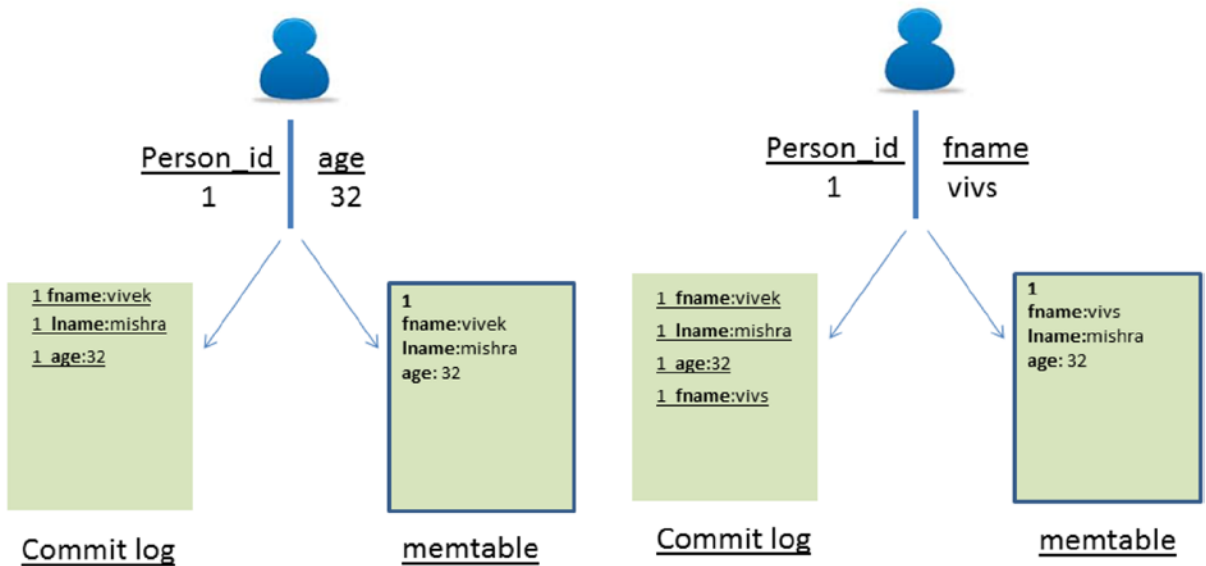 Person_id age
1 32
1 fname:vivek
1 lname:mishra
1 age:32
Commit log
1
fname:vivek
lname:mishra
age: 32
memtable
Person_id fname
1 vivs
1 fname:vivek
1 lname:mishra
1 age:32
1 fname:vivs
Commit log
1
fname:vivs
lname:mishra
age: 32
memtable